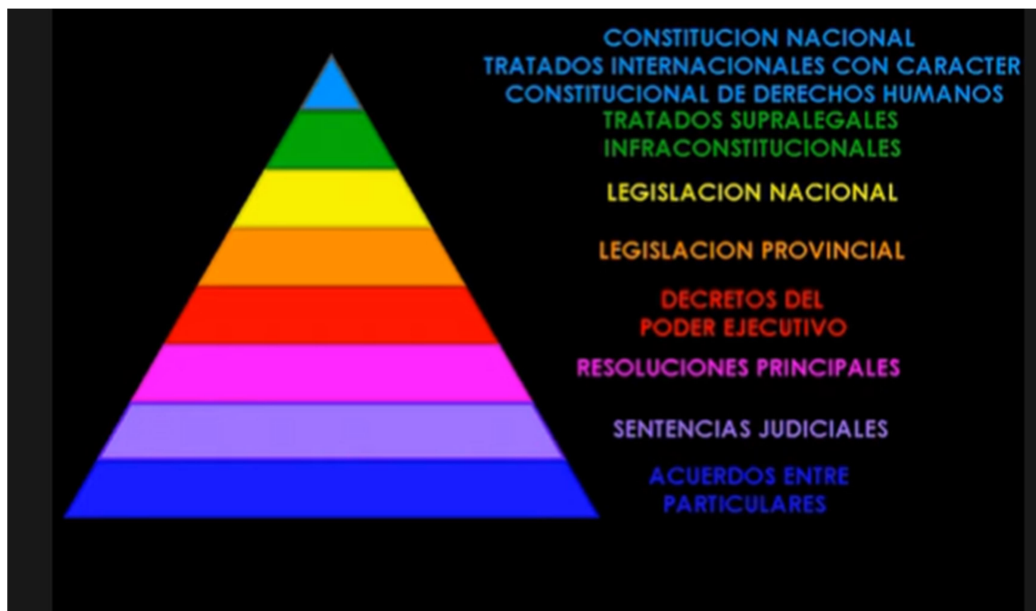 CONSTITUCION NACIONAL
TRATADOS INTERNACIONALES CON CARACTER
CONSTITUCIONAL DE DERECHOS HUMANOS
TRATADOS SUPRALEGALES
INFRACONSTITUCIONALES
LEGISLACION NACIONAL
LEGISLACION PROVINCIAL
DECRETOS DEL
PODER EJECUTIVO
RESOLUCIONES PRINCIPALES
SENTENCIAS JUDICIALES
ACUERDOS ENTRE
PARTICULARES